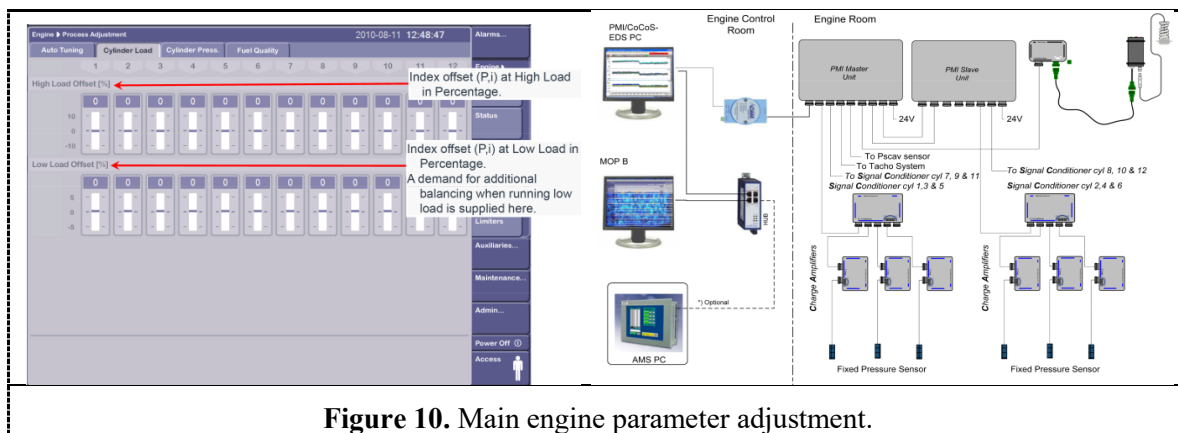 Engine ▶ Process Adjustment 2010-08-11 12:48:47 Alarms...
Auto Tuning Cylinder Load Cylinder Press. Fuel Quality
1 2 3 4 5 6 7 8 9 10 11 12
Engine ▶
High Load Offset [%]
Index offset (P,i) at High Load
in Percentage.
0 0 0 0 0 0 0 0 0 0 0 0
10
0
-10
Status
Low Load Offset [%]
Index offset (P,i) at Low Load in
Percentage.
A demand for additional
balancing when running low
load is supplied here.
0 0 0 0 0 0 0 0 0 0
5
0
-5
Limiters
Auxiliaries...
Maintenance...
Admin...
Power Off
Access
PMI/CoCoS-
EDS PC
Engine Control
Room
Engine Room
PMI Master
Unit
PMI Slave
Unit
24V
24V
To Pscav sensor
To Tacho System
To Signal Conditioner cyl 7, 9 & 11
Signal Conditioner cyl 1,3 & 5
To Signal Conditioner cyl 8, 10 & 12
Signal Conditioner cyl 2,4 & 6
MOP B
HUB
Charge Amplifiers
Charge Amplifiers
*) Optional
AMS PC
Fixed Pressure Sensor
Fixed Pressure Sensor
Figure 10. Main engine parameter adjustment.